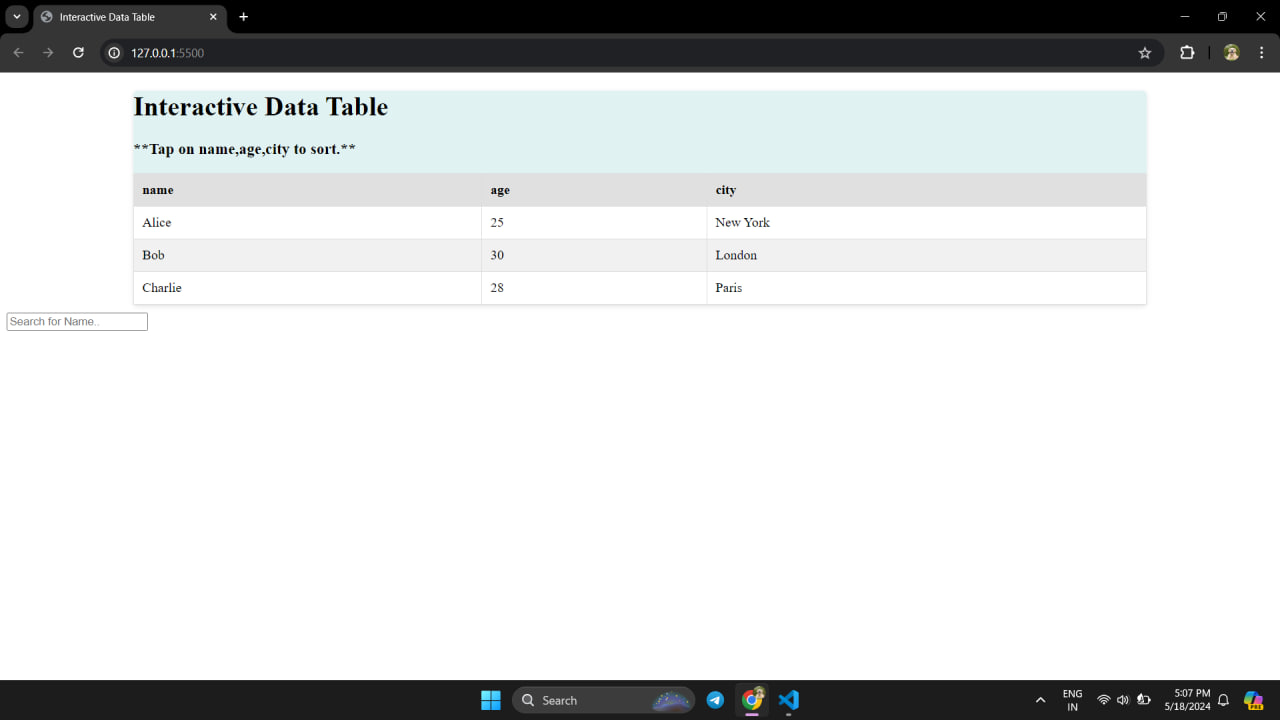 Interactive Data Table
127.0.0.1:5500
Interactive Data Table
**Tap on name,age,city to sort.**
name age city
Alice 25 New York
Bob 30 London
Charlie 28 Paris
Search for Name..
Search
ENG
IN
5:07 PM
5/18/2024
PRE